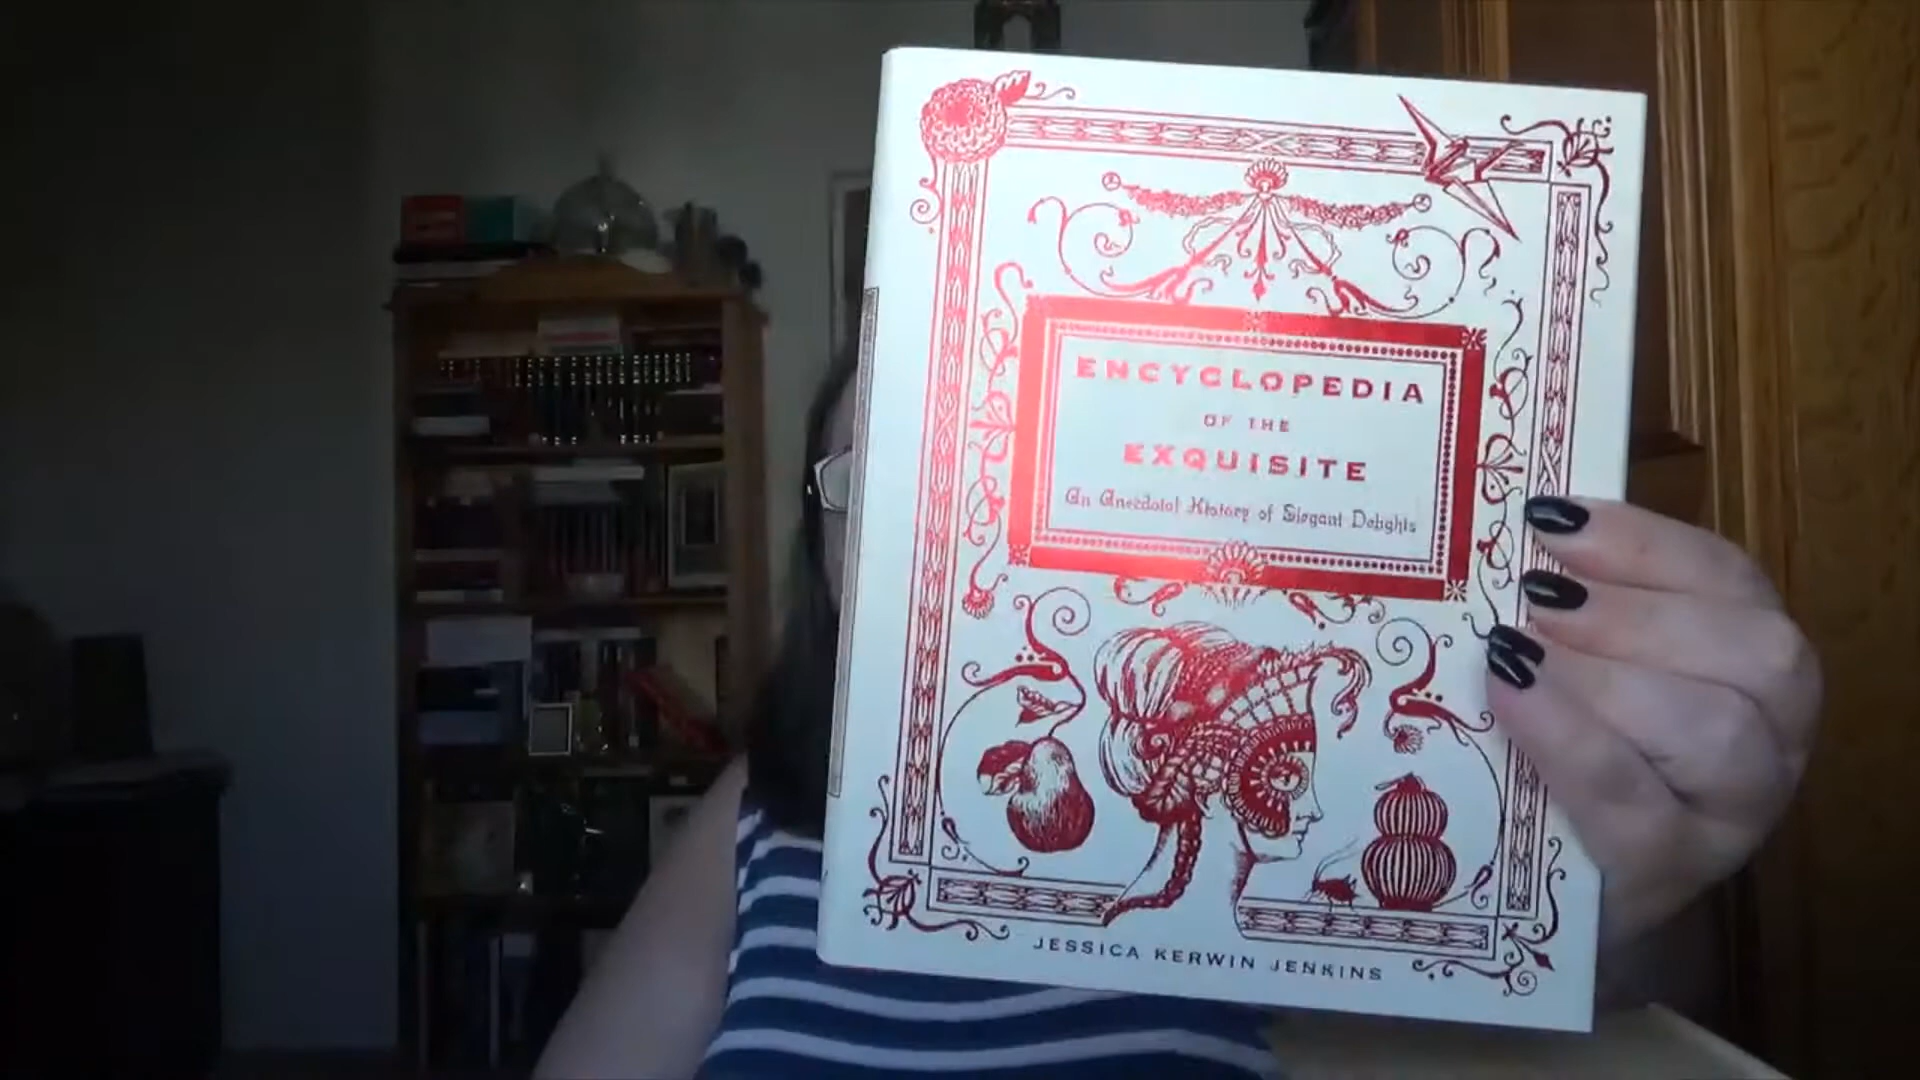 ENCYCLOPEDIA
OF THE
EXQUISITE
An Anecdotal History of Elegant Delights
JESSICA KERWIN JENKINS